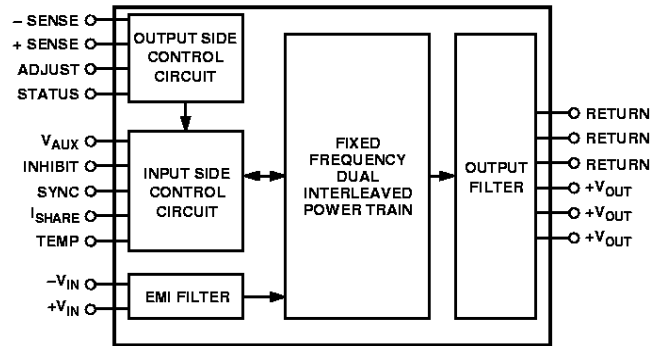 – SENSE
+ SENSE
ADJUST
STATUS
OUTPUT SIDE
CONTROL
CIRCUIT
VAUX
INHIBIT
SYNC
ISHARE
TEMP
INPUT SIDE
CONTROL
CIRCUIT
–VIN
+VIN
EMI FILTER
FIXED
FREQUENCY
DUAL
INTERLEAVED
POWER TRAIN
OUTPUT
FILTER
RETURN
RETURN
RETURN
+VOUT
+VOUT
+VOUT